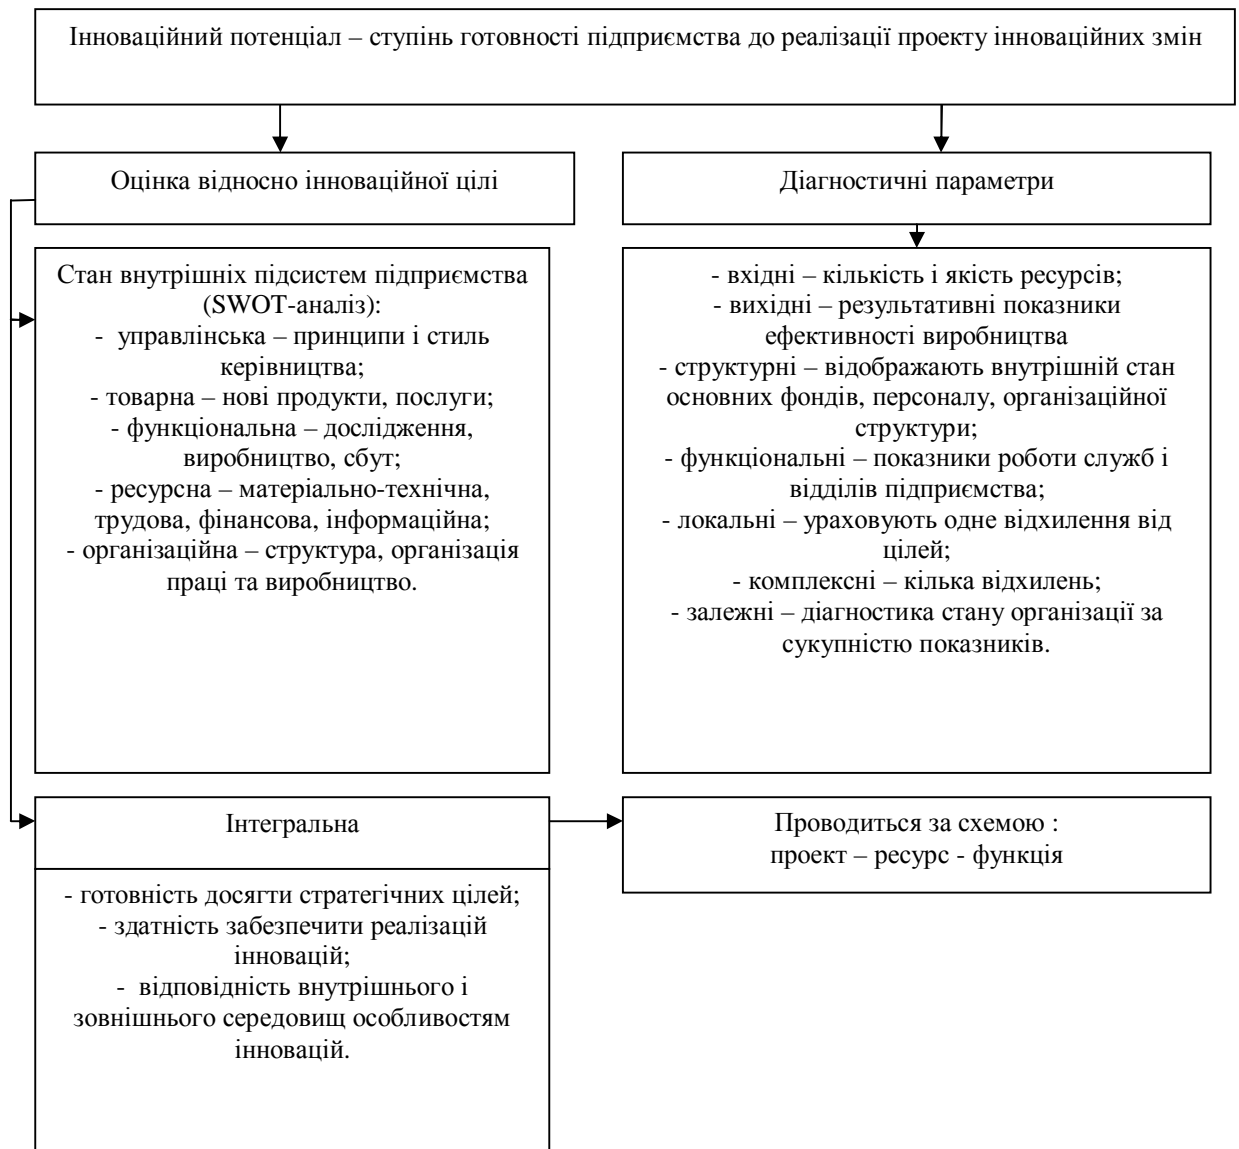 Інноваційний потенціал – ступінь готовності підприємства до реалізації проекту інноваційних змін
Оцінка відносно інноваційної цілі
Діагностичні параметри
Стан внутрішніх підсистем підприємства
(SWOT-аналіз):
- управлінська – принципи і стиль
керівництва;
- товарна – нові продукти, послуги;
- функціональна – дослідження,
виробництво, сбут;
- ресурсна – матеріально-технічна,
трудова, фінансова, інформаційна;
- організаційна – структура, організація
праці та виробництво.
- вхідні – кількість і якість ресурсів;
- вихідні – результативні показники
ефективності виробництва
- структурні – відображають внутрішній стан
основних фондів, персоналу, організаційної
структури;
- функціональні – показники роботи служб і
відділів підприємства;
- локальні – ураховують одне відхилення від
цілей;
- комплексні – кілька відхилень;
- залежні – діагностика стану організації за
сукупністю показників.
Інтегральна
Проводиться за схемою :
проект – ресурс - функція
- готовність досягти стратегічних цілей;
- здатність забезпечити реалізацій
інновацій;
- відповідність внутрішнього і
зовнішнього середовищ особливостям
інновацій.